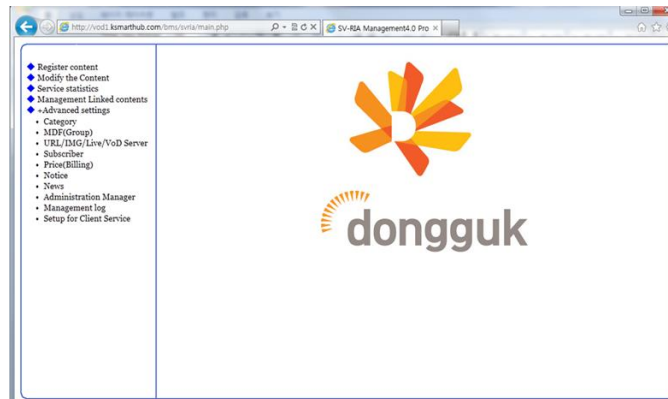 http://vod1.ksmarthub.com/bms/svria/main.php
SV-RIA Management4.0 Pro
Register content
Modify the Content
Service statistics
Management Linked contents
+Advanced settings
Category
MDF(Group)
URL/IMG/Live/VoD Server
Subscriber
Price(Billing)
Notice
News
Administration Manager
Management log
Setup for Client Service
dongguk